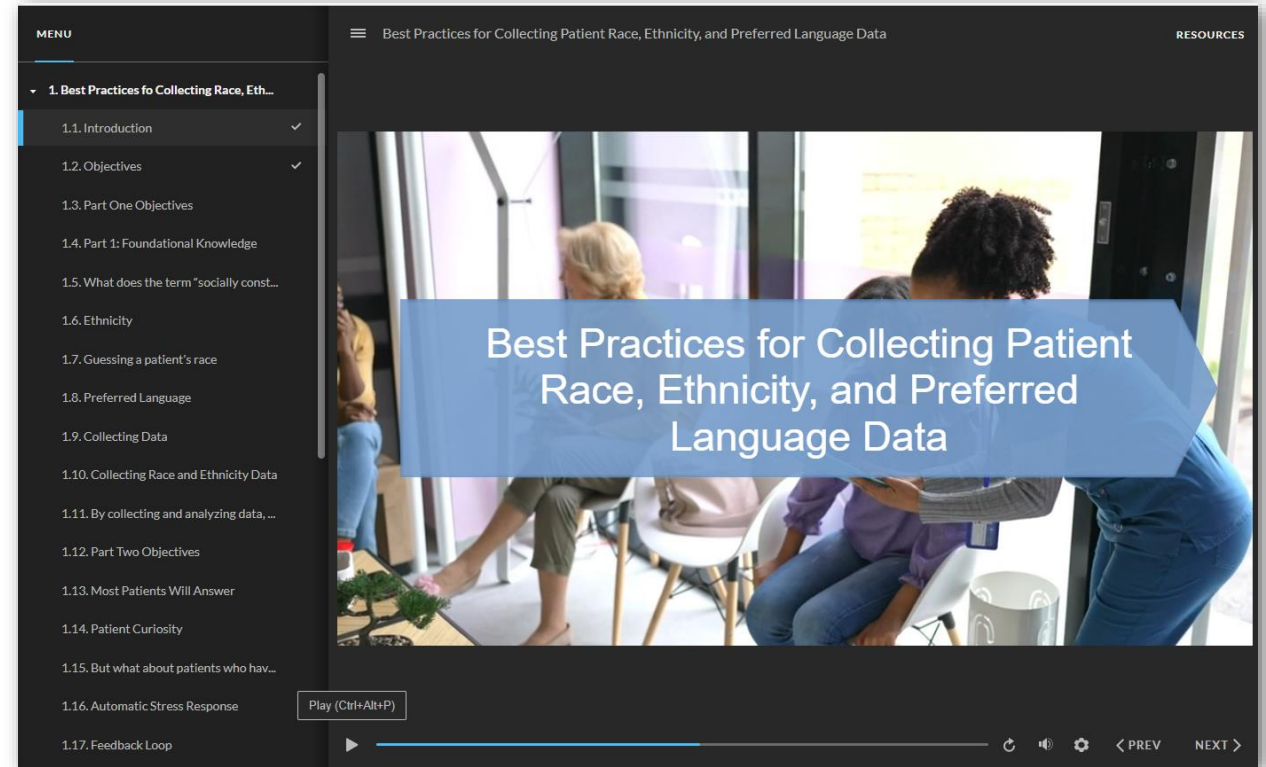 MENU
1. Best Practices fo Collecting Race, Eth...
1.1. Introduction
1.2. Objectives
1.3. Part One Objectives
1.4. Part 1: Foundational Knowledge
1.5. What does the term "socially const...
1.6. Ethnicity
1.7. Guessing a patient's race
1.8. Preferred Language
1.9. Collecting Data
1.10. Collecting Race and Ethnicity Data
1.11. By collecting and analyzing data, ...
1.12. Part Two Objectives
1.13. Most Patients Will Answer
1.14. Patient Curiosity
1.15. But what about patients who hav...
1.16. Automatic Stress Response
1.17. Feedback Loop
Best Practices for Collecting Patient Race, Ethnicity, and Preferred Language Data
RESOURCES
Best Practices for Collecting Patient
Race, Ethnicity, and Preferred
Language Data
Play (Ctrl+Alt+P)
PREV
NEXT